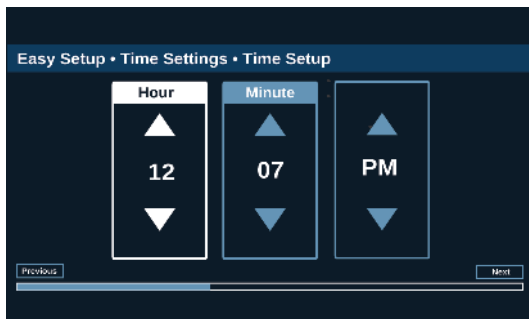 Easy Setup • Time Settings • Time Setup
Hour Minute :
12 07 PM
Previous Next